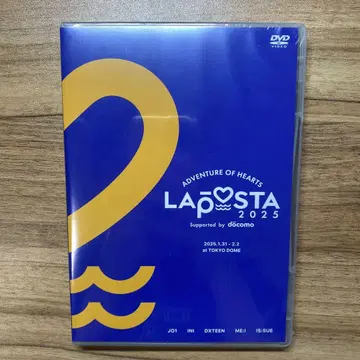 DVD
VIDEO
ADVENTURE OF HEARTS
LAPOSTA
2025
Supported by döcomo
2025.1.31 - 2.2
at TOKYO DOME
JO1 INI DXTEEN ME:I IS:SUE